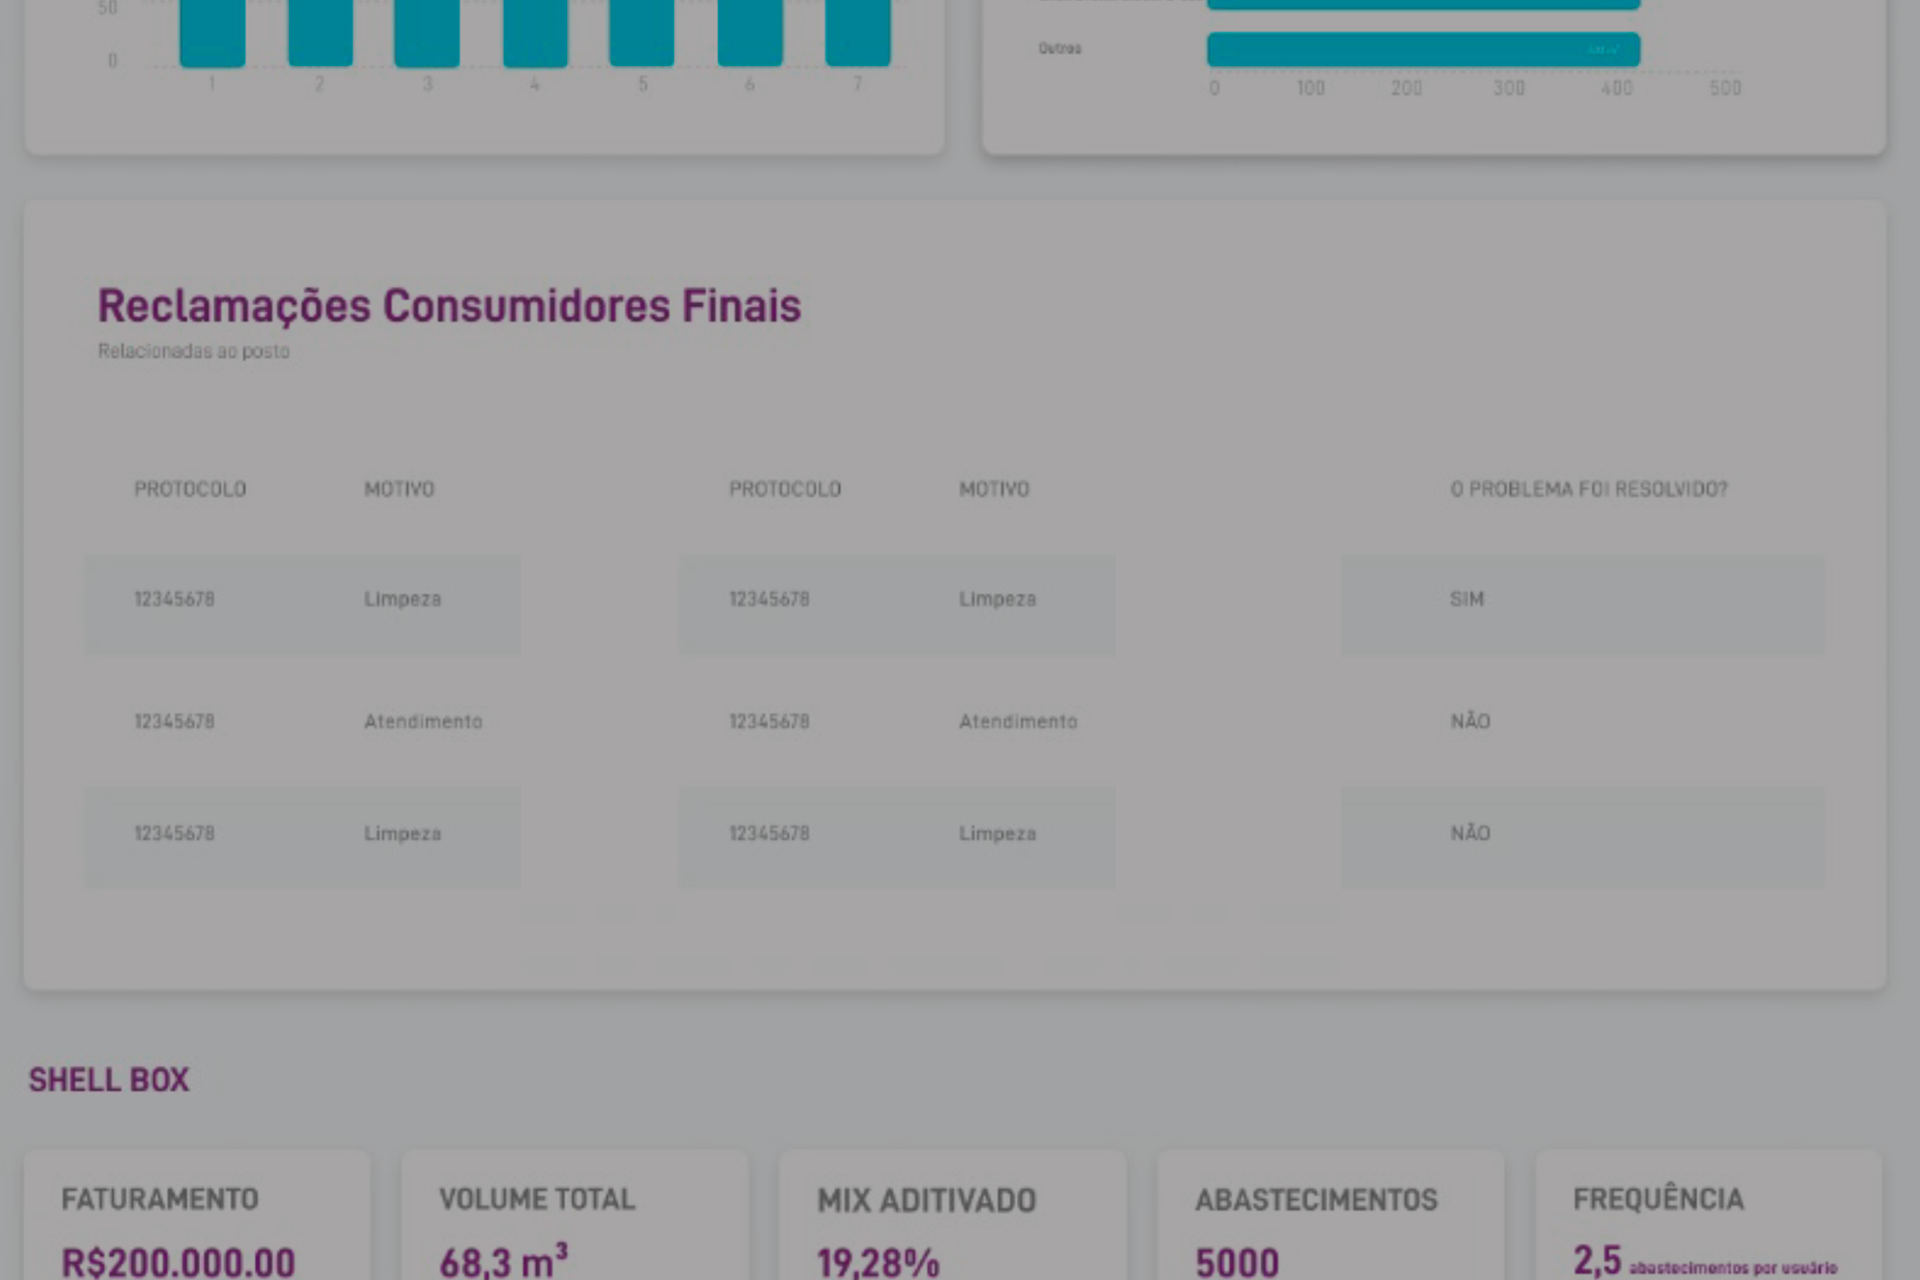 50
0
1 2 3 4 5 6 7
Outros
0 100 200 300 400 500
Reclamações Consumidores Finais
Relacionadas ao posto
PROTOCOLO MOTIVO PROTOCOLO MOTIVO O PROBLEMA FOI RESOLVIDO?
12345678 Limpeza 12345678 Limpeza SIM
12345678 Atendimento 12345678 Atendimento NÃO
12345678 Limpeza 12345678 Limpeza NÃO
SHELL BOX
FATURAMENTO VOLUME TOTAL MIX ADITIVADO ABASTECIMENTOS FREQUÊNCIA
R$200.000.00 68,3 m³ 19,28% 5000 2,5 abastecimentos por usuário